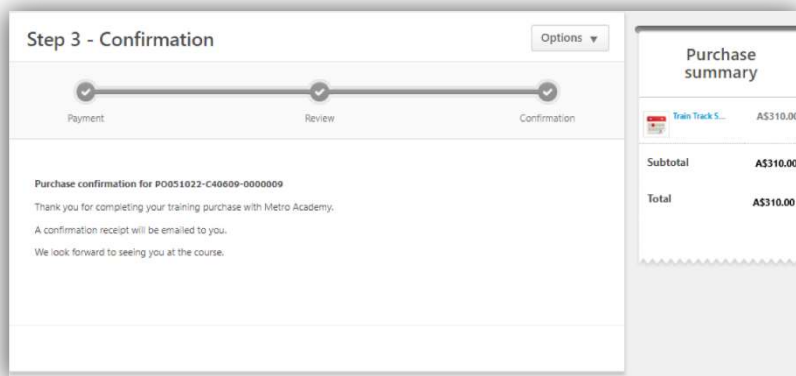 Step 3 - Confirmation
Options
Payment
Review
Confirmation
Purchase confirmation for PO051022-C40609-0000009
Thank you for completing your training purchase with Metro Academy.
A confirmation receipt will be emailed to you.
We look forward to seeing you at the course.
Purchase
summary
Train Track S... A$310.00
Subtotal A$310.00
Total A$310.00